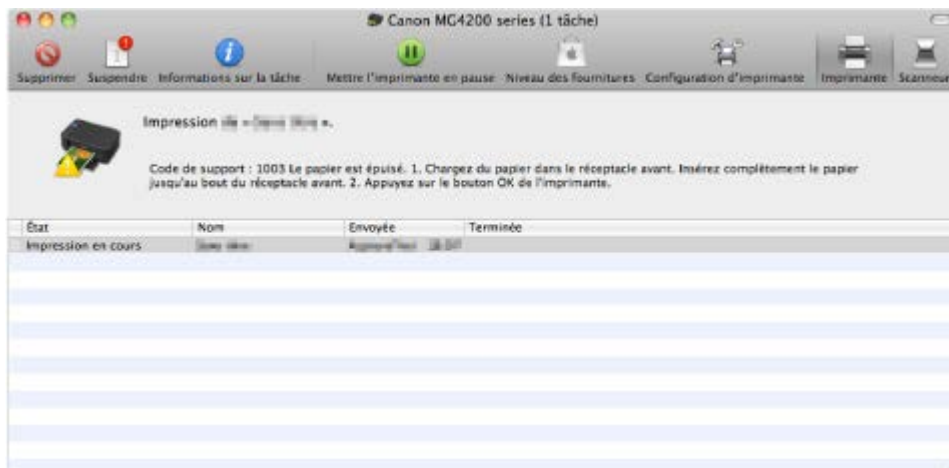 Canon MG4200 series (1 tâche)
Supprimer Suspendre Informations sur la tâche Mettre l'imprimante en pause Niveau des fournitures Configuration d'imprimante Imprimante Scanneur
Impression
Code de support : 1003 Le papier est épuisé. 1. Chargez du papier dans le réceptacle avant. Insérez complètement le papier
jusqu'au bout du réceptacle avant. 2. Appuyez sur le bouton OK de l'imprimante.
État Nom Envoyée Terminée
Impression en cours